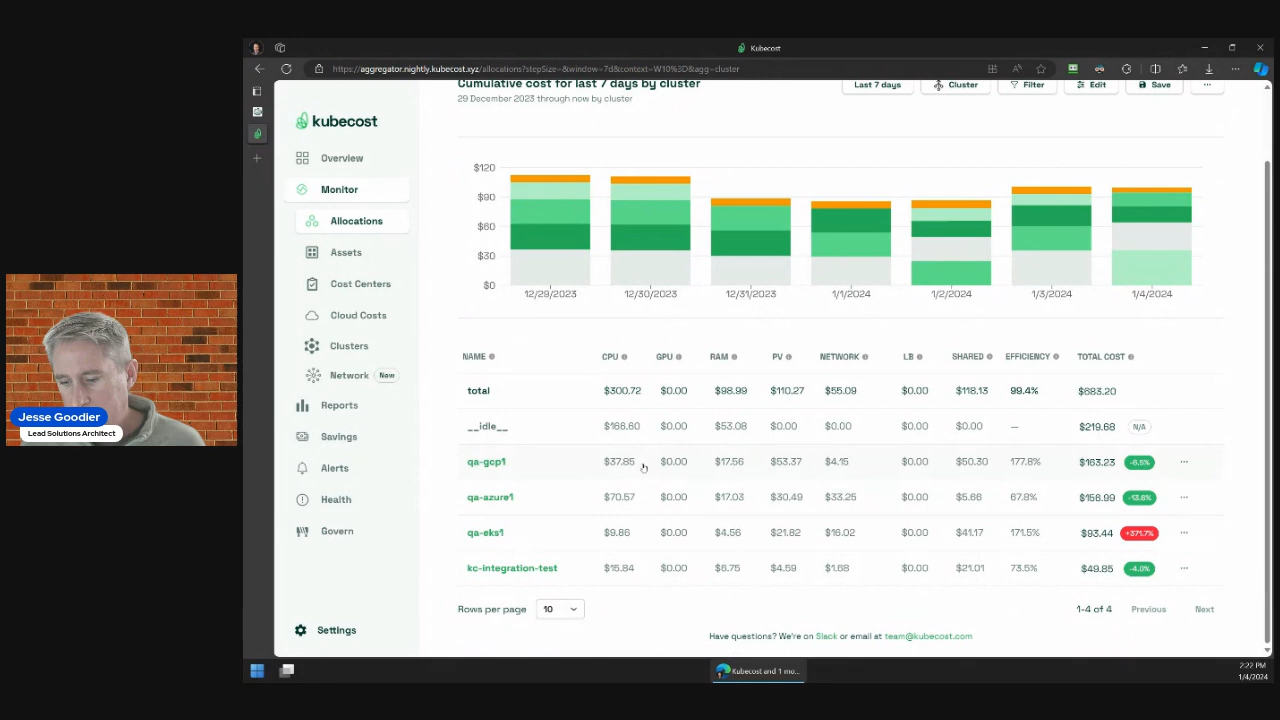 Kubecost
https://aggregator.nightly.kubecost.xyz/allocations?stepSize=&window=7d&context=W10%3D&agg=cluster
kubecost
Overview
Monitor
Allocations
Assets
Cost Centers
Cloud Costs
Clusters
Network New
Reports
Savings
Alerts
Health
Govern
Settings
Cumulative cost for last 7 days by cluster
29 December 2023 through now by cluster
Last 7 days Cluster Filter Edit Save
$120
$90
$60
$30
$0
12/29/2023 12/30/2023 12/31/2023 1/1/2024 1/2/2024 1/3/2024 1/4/2024
NAME CPU GPU RAM PV NETWORK LB SHARED EFFICIENCY TOTAL COST
total $300.72 $0.00 $98.99 $110.27 $55.09 $0.00 $118.13 99.4% $683.20
__idle__ $166.60 $0.00 $53.08 $0.00 $0.00 $0.00 $0.00 — $219.68 N/A
qa-gcp1 $37.85 $0.00 $17.56 $53.37 $4.15 $0.00 $50.30 177.8% $163.23 -6.5%
qa-azure1 $70.57 $0.00 $17.03 $30.49 $33.25 $0.00 $5.66 67.8% $156.99 -13.6%
qa-eks1 $9.86 $0.00 $4.56 $21.82 $16.02 $0.00 $41.17 171.5% $93.44 +371.7%
kc-integration-test $15.84 $0.00 $6.75 $4.59 $1.68 $0.00 $21.01 73.5% $49.85 -4.0%
Rows per page 10 1-4 of 4 Previous Next
Have questions? We're on Slack or email at team@kubecost.com
Jesse Goodier
Lead Solutions Architect
Kubecost and 1 mo...
2:22 PM
1/4/2024